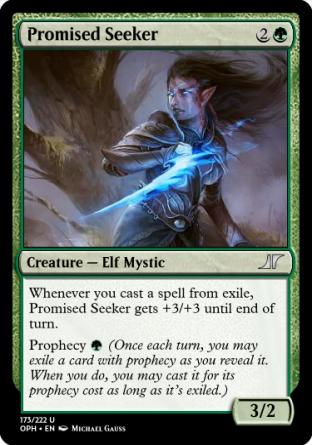 Promised Seeker 2
Creature — Elf Mystic
Whenever you cast a spell from exile,
Promised Seeker gets +3/+3 until end of
turn.
Prophecy (Once each turn, you may
exile a card with prophecy as you reveal it.
When you do, you may cast it for its
prophecy cost as long as it's exiled.)
3/2
173/222 U
OPH • EN Michael Gauss